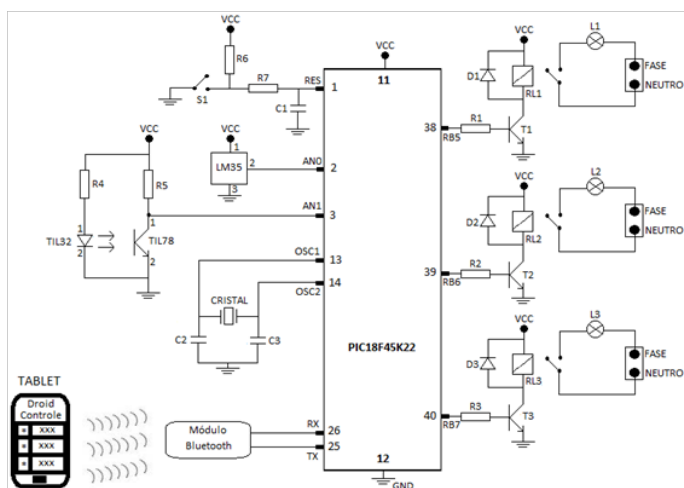 VCC
R6
S1
R7
RES
1
C1
VCC
11
VCC
1
LM35
2
3
AN0
2
VCC
R4
R5
1
TIL32
2
1
TIL78
2
AN1
3
OSC1
13
14
OSC2
CRISTAL
C2
C3
PIC18F45K22
TABLET
Droid
Controle
XXX
XXX
XXX
Módulo
Bluetooth
RX
26
25
TX
12
GND
38
RB5
R1
T1
VCC
D1
RL1
L1
FASE
NEUTRO
39
RB6
R2
T2
VCC
D2
RL2
L2
FASE
NEUTRO
40
RB7
R3
T3
VCC
D3
RL3
L3
FASE
NEUTRO